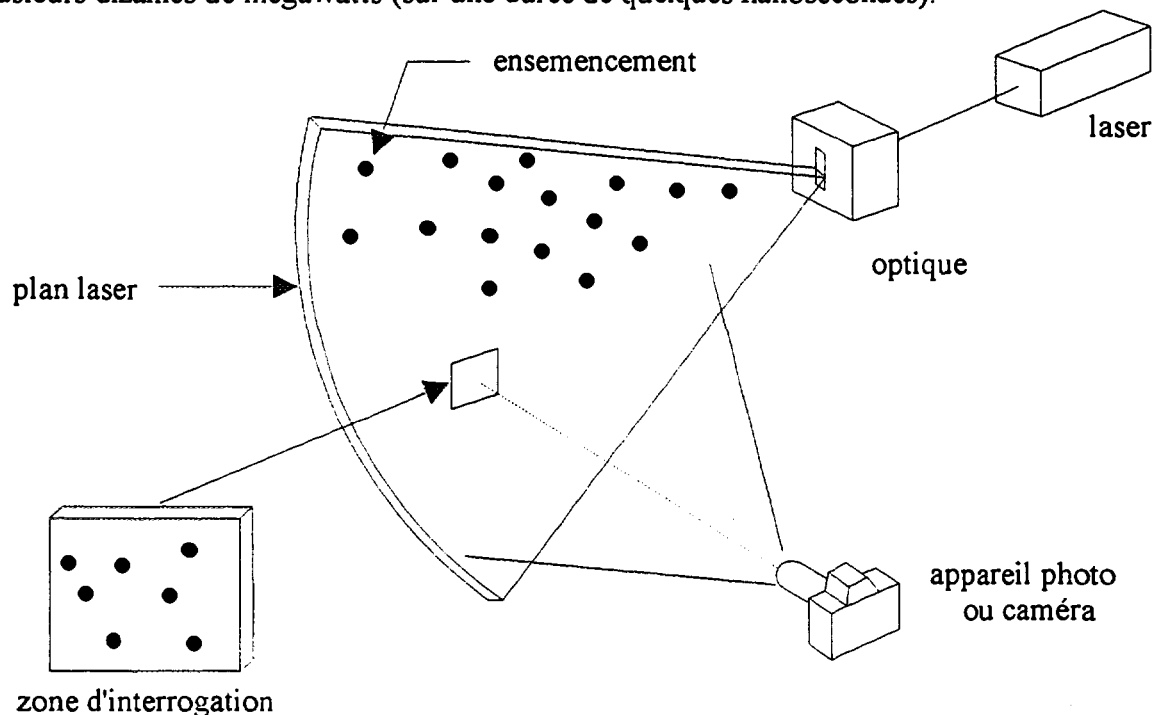 plusieurs dizaines de mégawatts (sur une durée de quelques nanosecondes).
ensemencement
laser
optique
plan laser
appareil photo
ou caméra
zone d'interrogation